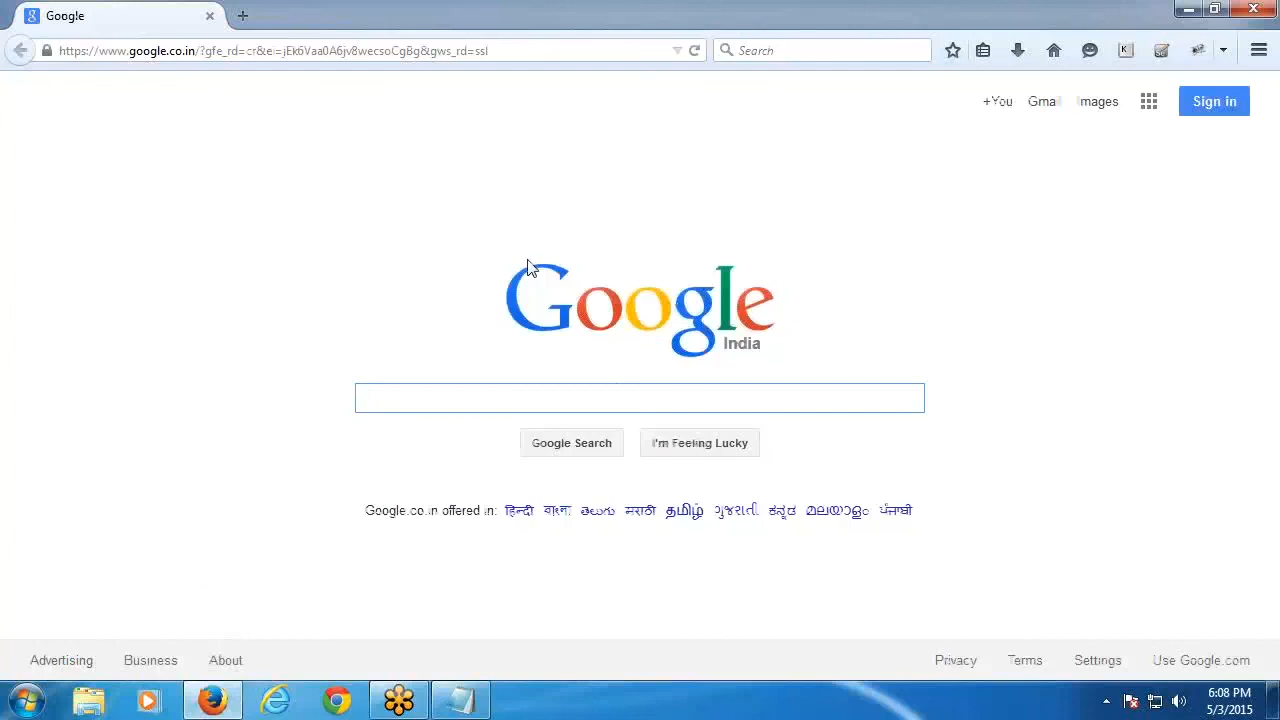 Google
https://www.google.co.in/?gfe_rd=cr&ei=jEk6Vaa0A6jv8wecsoCgBg&gws_rd=ssl
Search
+You Gmail Images Sign in
Google
India
Google Search I'm Feeling Lucky
Google.co.in offered in: हिन्दी বাংলা తెలుగు मराठी தமிழ் ગુજરાતી ಕನ್ನಡ മലയാളം ਪੰਜਾਬੀ
Advertising Business About Privacy Terms Settings Use Google.com
6:08 PM
5/3/2015